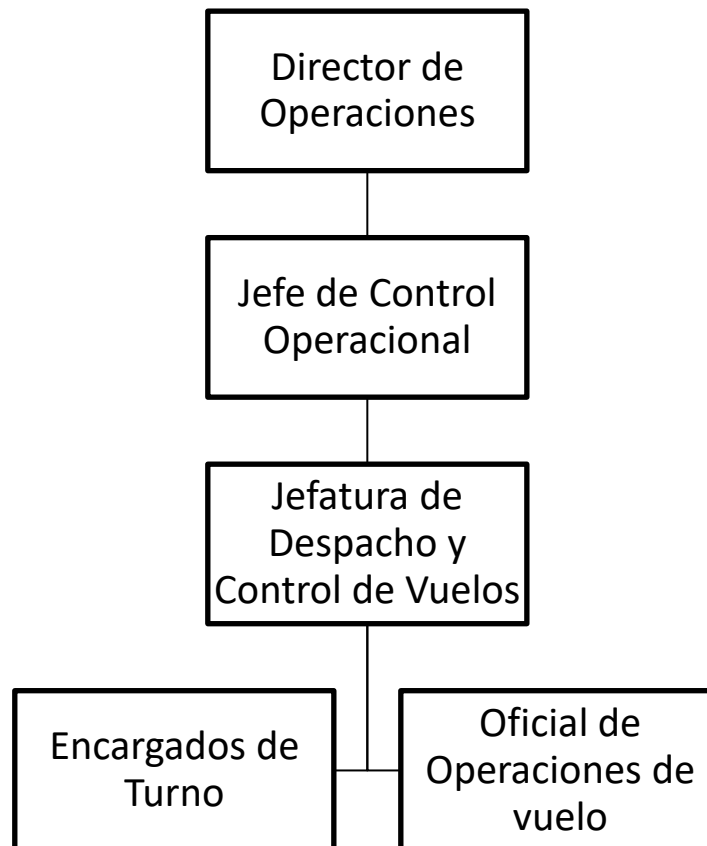 Director de
Operaciones
Jefe de Control
Operacional
Jefatura de
Despacho y
Control de Vuelos
Encargados de
Turno
Oficial de
Operaciones de
vuelo